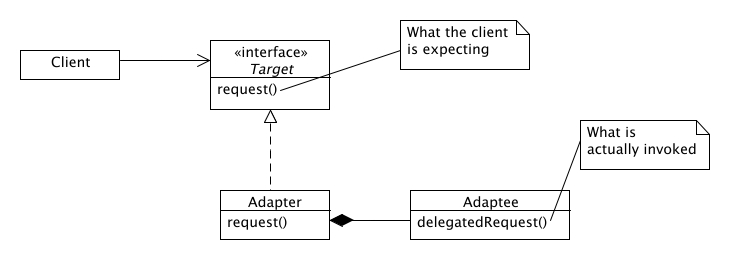 What the client
is expecting
Client
«interface»
Target
request()
What is
actually invoked
Adapter
request()
Adaptee
delegatedRequest()